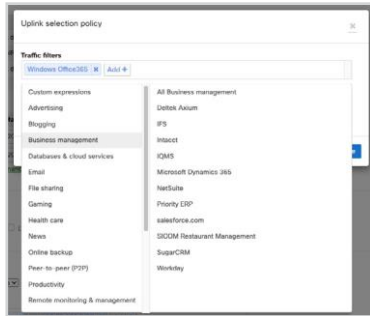 Uplink selection policy
Traffic filters
Windows Office365 × Add +
Custom expressions
Advertising
Blogging
Business management
Databases & cloud services
Email
File sharing
Gaming
Health care
News
Online backup
Peer-to-peer (P2P)
Productivity
Remote monitoring & management
All Business management
Deltek Axium
IFS
Intacct
IQMS
Microsoft Dynamics 365
NetSuite
Priority ERP
salesforce.com
SICOM Restaurant Management
SugarCRM
Workday